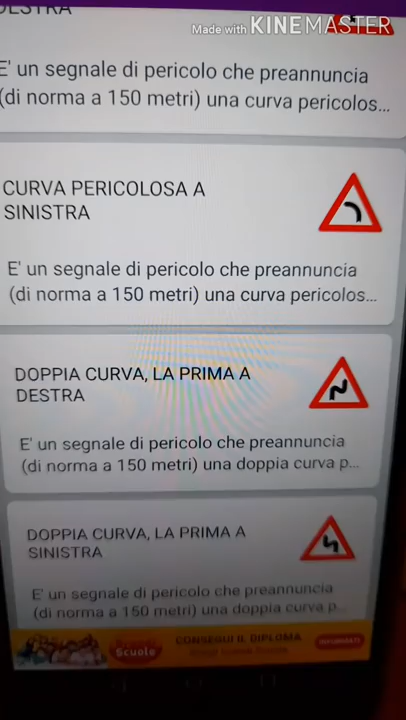 DESTRA
Made with KINEMASTER
E' un segnale di pericolo che preannuncia
(di norma a 150 metri) una curva pericolos...
CURVA PERICOLOSA A
SINISTRA
E' un segnale di pericolo che preannuncia
(di norma a 150 metri) una curva pericolos...
DOPPIA CURVA, LA PRIMA A
DESTRA
E' un segnale di pericolo che preannuncia
(di norma a 150 metri) una doppia curva p...
DOPPIA CURVA, LA PRIMA A
SINISTRA
E' un segnale di pericolo che preannuncia
(di norma a 150 metri) una doppia curva p...
Scuole
CONSEGUI IL DIPLOMA